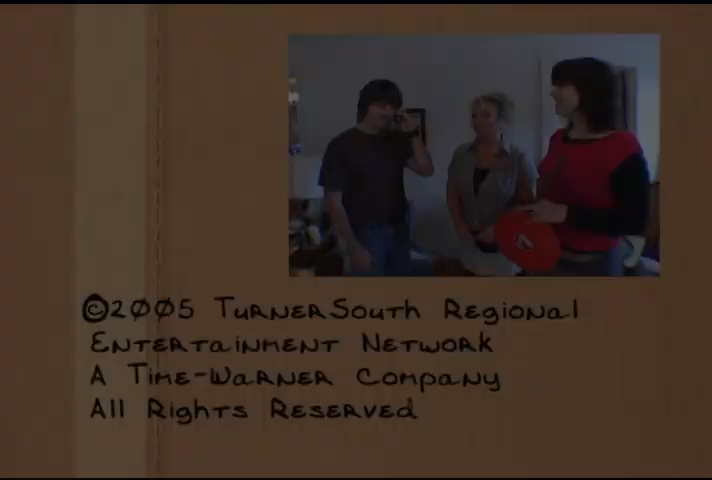 ©2005 TurnerSouth Regional
Entertainment Network
A Time-Warner Company
All Rights Reserved